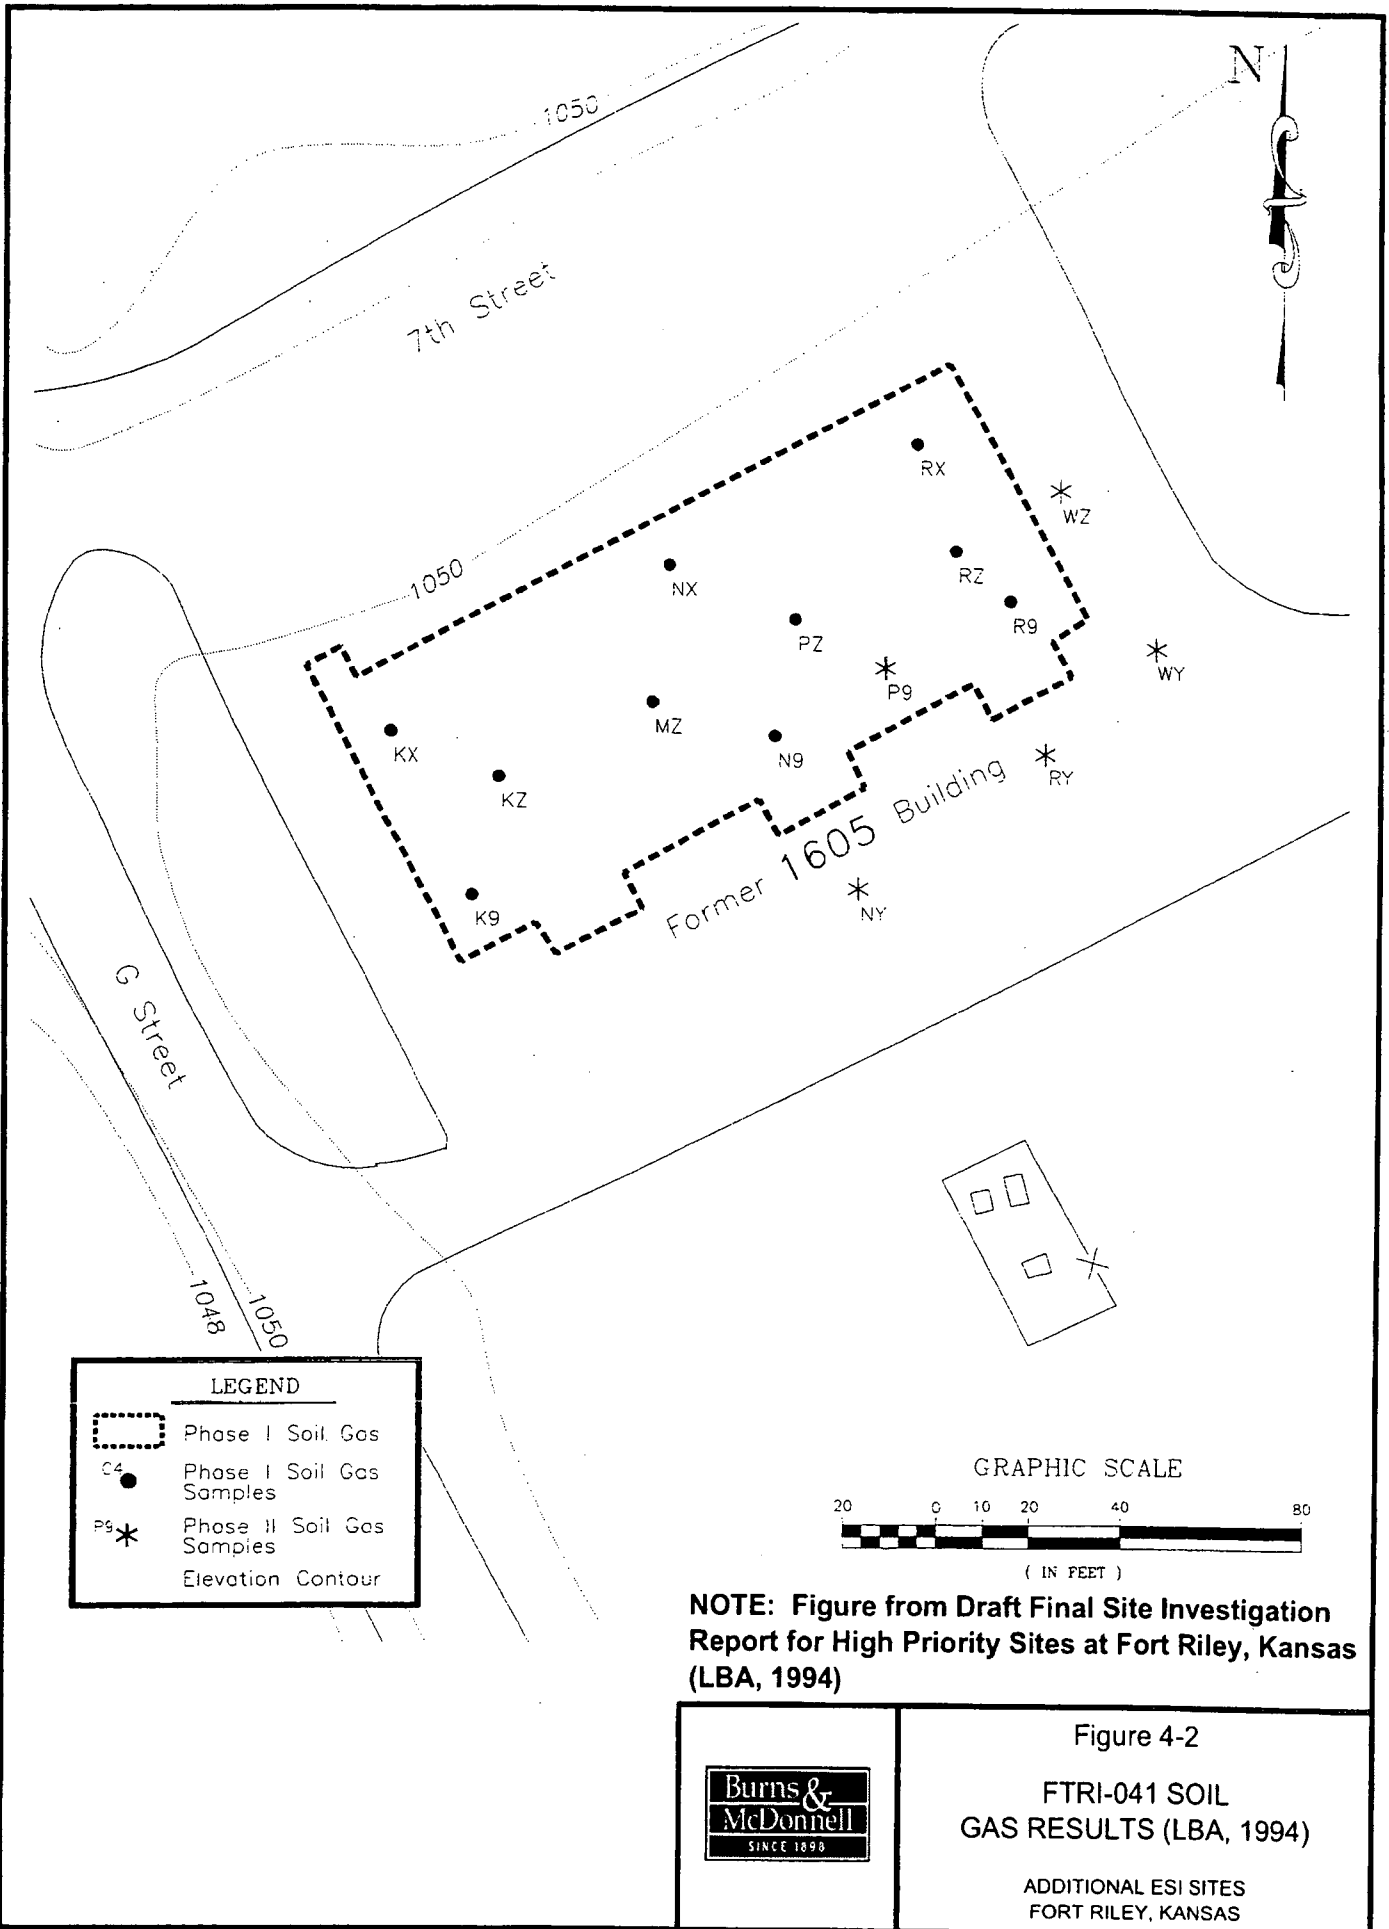 N
1050
7th Street
RX
WZ
1050
NX
RZ
PZ
R9
WY
P9
MZ
KX
N9
RY
KZ
Former 1605 Building
NY
K9
G Street
1048
1050
LEGEND
Phase I Soil Gas
C4
Phase I Soil Gas
Samples
P9
Phase II Soil Gas
Samples
Elevation Contour
GRAPHIC SCALE
20 0 10 20 40 80
( IN FEET )
NOTE: Figure from Draft Final Site Investigation
Report for High Priority Sites at Fort Riley, Kansas
(LBA, 1994)
Burns &
McDonnell
SINCE 1898
Figure 4-2
FTRI-041 SOIL
GAS RESULTS (LBA, 1994)
ADDITIONAL ESI SITES
FORT RILEY, KANSAS